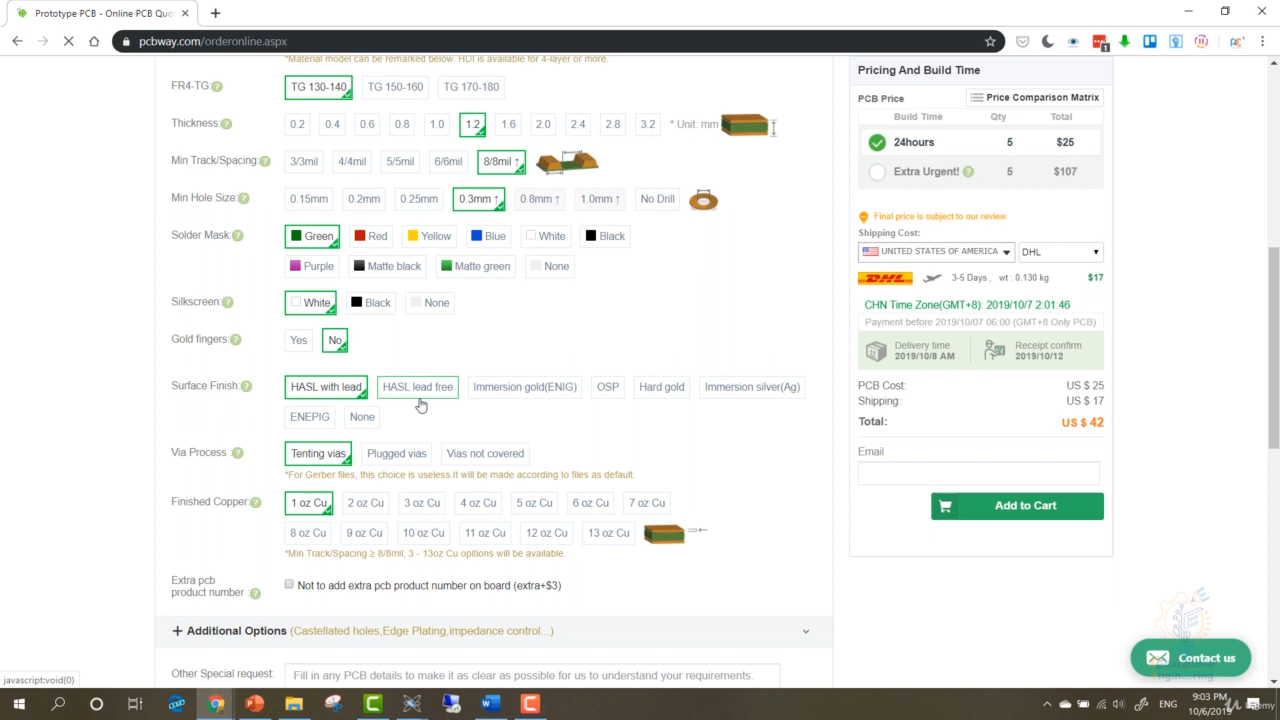 Prototype PCB - Online PCB Quo
pcbway.com/orderonline.aspx
*Material model can be remarked below. HDI is available for 4-layer or more.
FR4-TG: TG 130-140 TG 150-160 TG 170-180
Thickness: 0.2 0.4 0.6 0.8 1.0 1.2 1.6 2.0 2.4 2.8 3.2 * Unit: mm
Min Track/Spacing: 3/3mil 4/4mil 5/5mil 6/6mil 8/8mil ↑
Min Hole Size: 0.15mm 0.2mm 0.25mm 0.3mm ↑ 0.8mm ↑ 1.0mm ↑ No Drill
Solder Mask: Green Red Yellow Blue White Black
Purple Matte black Matte green None
Silkscreen: White Black None
Gold fingers: Yes No
Surface Finish: HASL with lead HASL lead free Immersion gold(ENIG) OSP Hard gold Immersion silver(Ag)
ENEPIG None
Via Process : Tenting vias Plugged vias Vias not covered
*For Gerber files, this choice is useless.It will be made according to files as default.
Finished Copper: 1 oz Cu 2 oz Cu 3 oz Cu 4 oz Cu 5 oz Cu 6 oz Cu 7 oz Cu
8 oz Cu 9 oz Cu 10 oz Cu 11 oz Cu 12 oz Cu 13 oz Cu
*Min Track/Spacing ≥ 8/8mil, 3 - 13oz Cu opitions will be available.
Extra pcb
product number : Not to add extra pcb product number on board (extra+$3)
Additional Options (Castellated holes,Edge Plating,impedance control...)
Other Special request: Fill in any PCB details to make it as clear as possible for us to understand your requirements.
Pricing And Build Time
PCB Price Price Comparison Matrix
Build Time Qty Total
24hours 5 $25
Extra Urgent! 5 $107
Final price is subject to our review.
Shipping Cost:
UNITED STATES OF AMERICA DHL
DHL 3-5 Days , wt : 0.130 kg $17
CHN Time Zone(GMT+8): 2019/10/7 2:01:46
Payment before 2019/10/07 06:00 (GMT+8 Only PCB)
Delivery time Receipt confirm
2019/10/8 AM 2019/10/12
PCB Cost: US $ 25
Shipping: US $ 17
Total: US $ 42
Email
Add to Cart
Contact us
javascript:void(0)
ENG
9:03 PM
10/6/2019